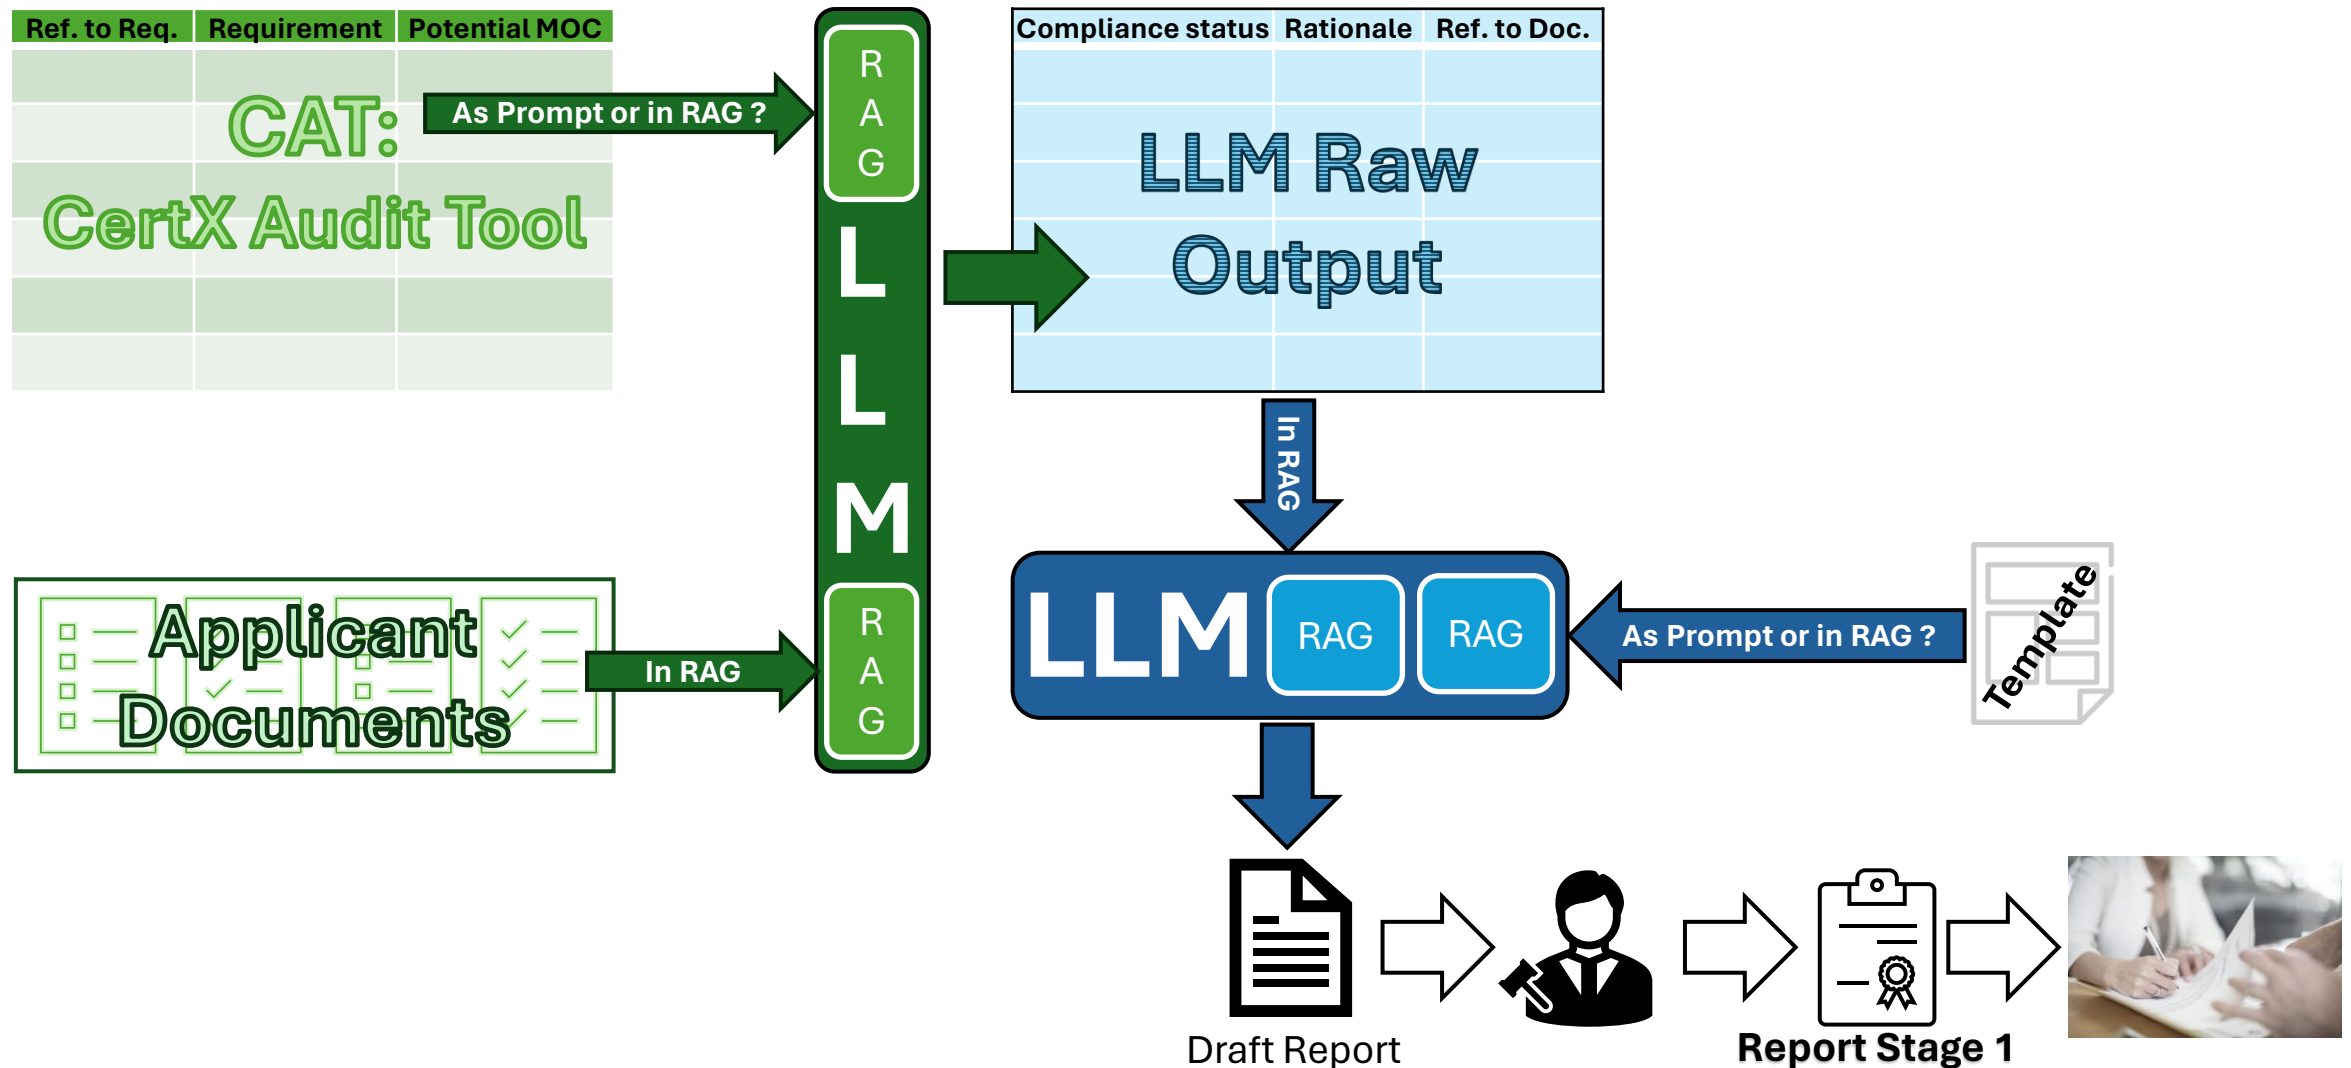 Ref. to Req. Requirement Potential MOC
CAT:
CertX Audit Tool
As Prompt or in RAG ?
R
A
G
L
L
M
R
A
G
Applicant
Documents
In RAG
Compliance status Rationale Ref. to Doc.
LLM Raw
Output
In RAG
LLM RAG RAG
As Prompt or in RAG ?
Template
Draft Report
Report Stage 1